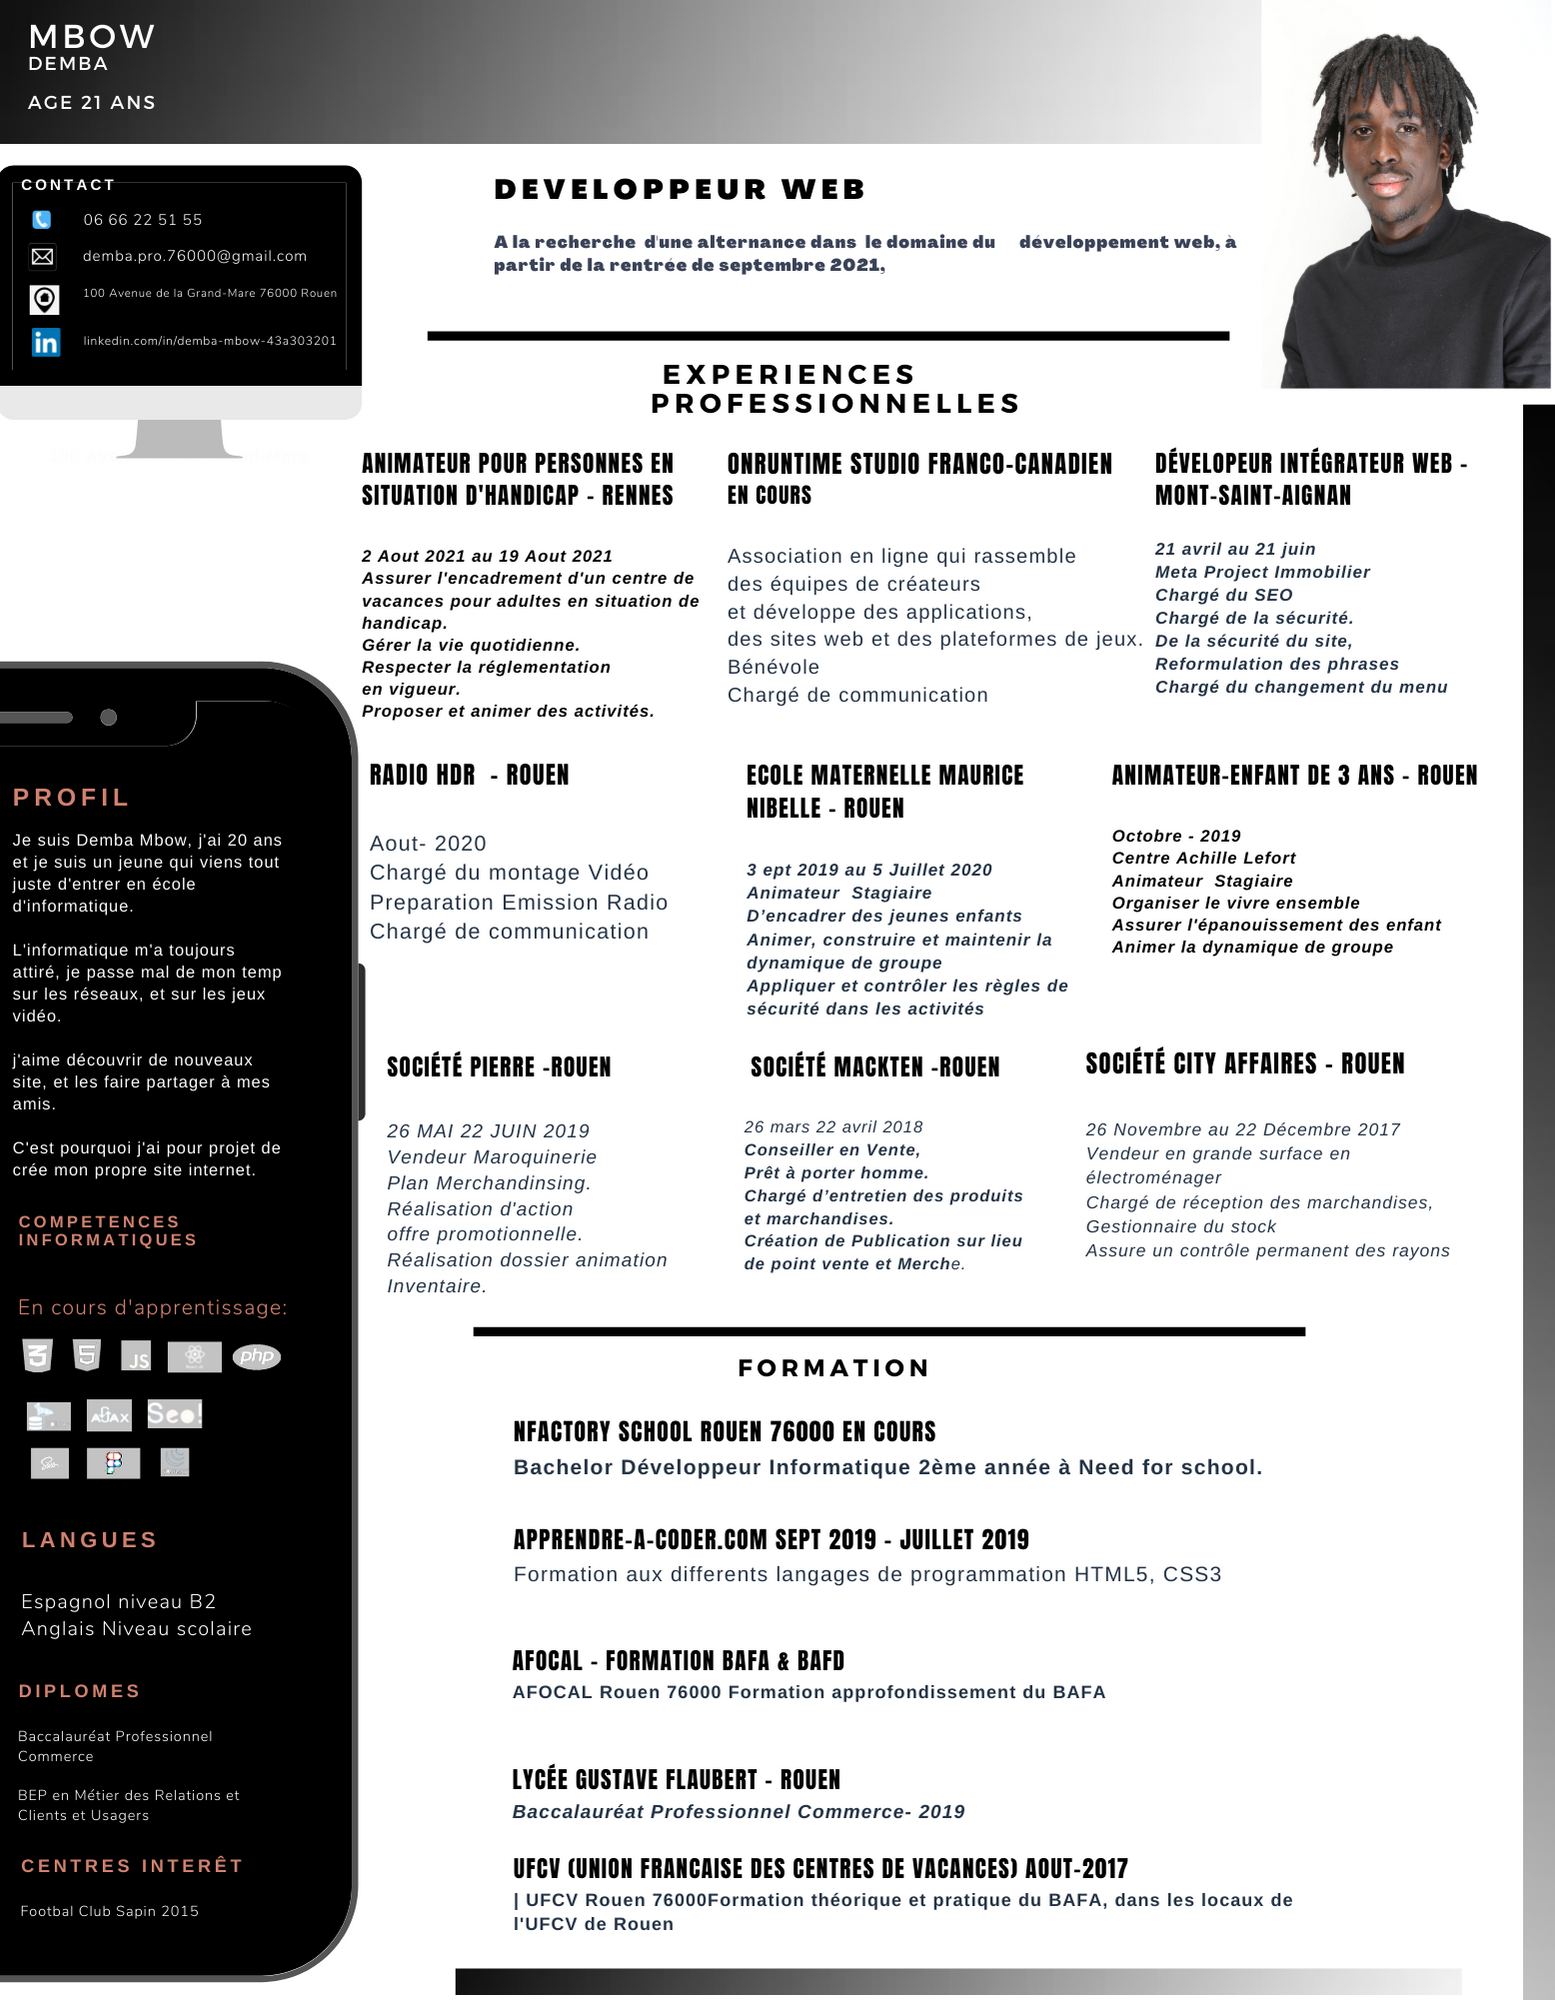 MBOW
DEMBA
AGE 21 ANS
CONTACT
06 66 22 51 55
demba.pro.76000@gmail.com
100 Avenue de la Grand-Mare 76000 Rouen
in
linkedin.com/in/demba-mbow-43a303201
DEVELOPPEUR WEB
A la recherche d'une alternance dans le domaine du développement web, à
partir de la rentrée de septembre 2021,
EXPERIENCES
PROFESSIONNELLES
ANIMATEUR POUR PERSONNES EN
SITUATION D'HANDICAP - RENNES
2 Aout 2021 au 19 Aout 2021
Assurer l'encadrement d'un centre de
vacances pour adultes en situation de
handicap.
Gérer la vie quotidienne.
Respecter la réglementation
en vigueur.
Proposer et animer des activités.
ONRUNTIME STUDIO FRANCO-CANADIEN
EN COURS
Association en ligne qui rassemble
des équipes de créateurs
et développe des applications,
des sites web et des plateformes de jeux.
Bénévole
Chargé de communication
DÉVELOPEUR INTÉGRATEUR WEB -
MONT-SAINT-AIGNAN
21 avril au 21 juin
Meta Project Immobilier
Chargé du SEO
Chargé de la sécurité.
De la sécurité du site,
Reformulation des phrases
Chargé du changement du menu
RADIO HDR - ROUEN
Aout- 2020
Chargé du montage Vidéo
Preparation Emission Radio
Chargé de communication
ECOLE MATERNELLE MAURICE
NIBELLE - ROUEN
3 ept 2019 au 5 Juillet 2020
Animateur Stagiaire
D'encadrer des jeunes enfants
Animer, construire et maintenir la
dynamique de groupe
Appliquer et contrôler les règles de
sécurité dans les activités
ANIMATEUR-ENFANT DE 3 ANS - ROUEN
Octobre - 2019
Centre Achille Lefort
Animateur Stagiaire
Organiser le vivre ensemble
Assurer l'épanouissement des enfant
Animer la dynamique de groupe
SOCIÉTÉ PIERRE -ROUEN
26 MAI 22 JUIN 2019
Vendeur Maroquinerie
Plan Merchandinsing.
Réalisation d'action
offre promotionnelle.
Réalisation dossier animation
Inventaire.
SOCIÉTÉ MACKTEN -ROUEN
26 mars 22 avril 2018
Conseiller en Vente,
Prêt à porter homme.
Chargé d'entretien des produits
et marchandises.
Création de Publication sur lieu
de point vente et Merche.
SOCIÉTÉ CITY AFFAIRES - ROUEN
26 Novembre au 22 Décembre 2017
Vendeur en grande surface en
électroménager
Chargé de réception des marchandises,
Gestionnaire du stock
Assure un contrôle permanent des rayons
PROFIL
Je suis Demba Mbow, j'ai 20 ans
et je suis un jeune qui viens tout
juste d'entrer en école
d'informatique.
L'informatique m'a toujours
attiré, je passe mal de mon temp
sur les réseaux, et sur les jeux
vidéo.
j'aime découvrir de nouveaux
site, et les faire partager à mes
amis.
C'est pourquoi j'ai pour projet de
crée mon propre site internet.
COMPETENCES
INFORMATIQUES
En cours d'apprentissage:
3 5 JS php
AJAX Seo!
Sass
LANGUES
Espagnol niveau B2
Anglais Niveau scolaire
DIPLOMES
Baccalauréat Professionnel
Commerce
BEP en Métier des Relations et
Clients et Usagers
CENTRES INTERÊT
Footbal Club Sapin 2015
FORMATION
NFACTORY SCHOOL ROUEN 76000 EN COURS
Bachelor Développeur Informatique 2ème année à Need for school.
APPRENDRE-A-CODER.COM SEPT 2019 - JUILLET 2019
Formation aux differents langages de programmation HTML5, CSS3
AFOCAL - FORMATION BAFA & BAFD
AFOCAL Rouen 76000 Formation approfondissement du BAFA
LYCÉE GUSTAVE FLAUBERT - ROUEN
Baccalauréat Professionnel Commerce- 2019
UFCV (UNION FRANCAISE DES CENTRES DE VACANCES) AOUT-2017
| UFCV Rouen 76000Formation théorique et pratique du BAFA, dans les locaux de
l'UFCV de Rouen